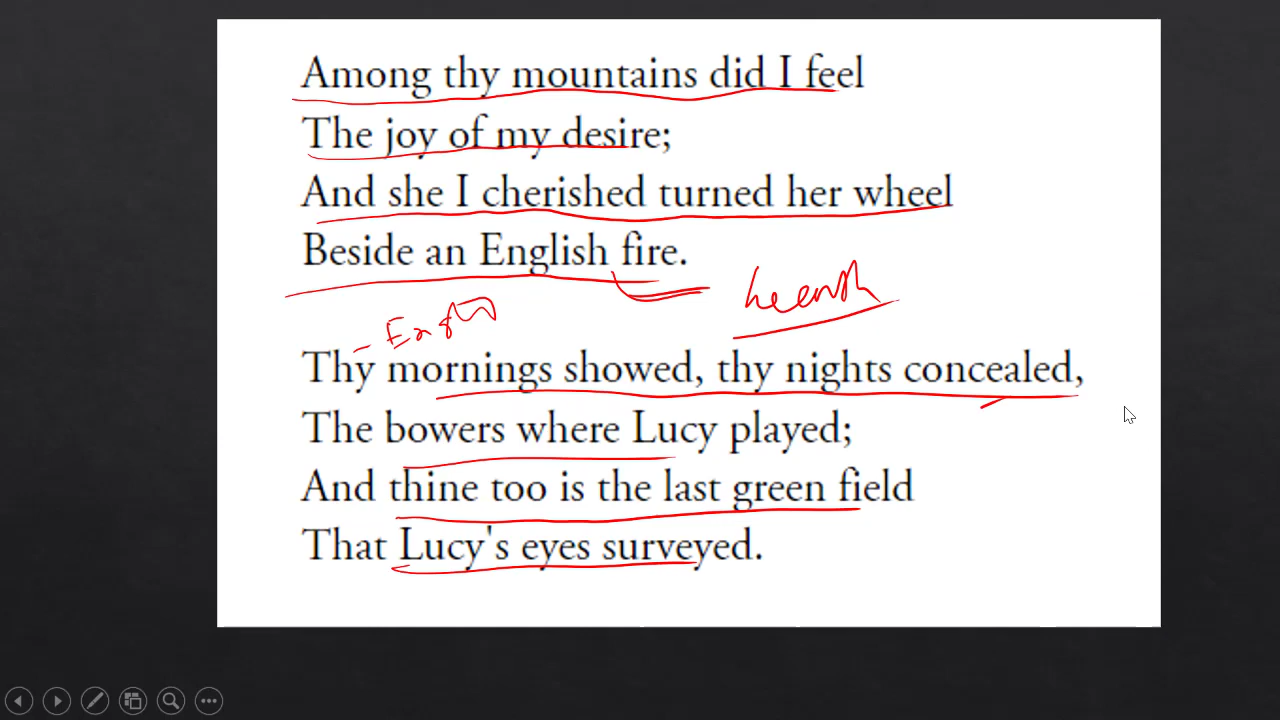 Among thy mountains did I feel
The joy of my desire;
And she I cherished turned her wheel
Beside an English fire.
Thy mornings showed, thy nights concealed,
The bowers where Lucy played;
And thine too is the last green field
That Lucy's eyes surveyed.